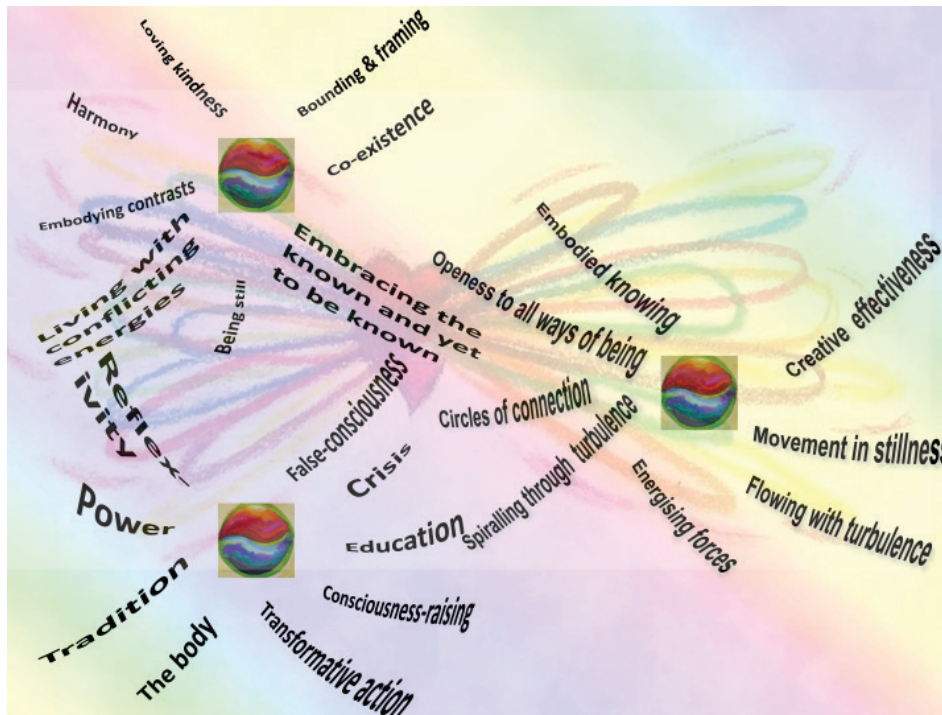 Loving kindness
Bounding & framing
Harmony
Co-existence
Embodying contrasts
Living with
conflicting
energies
Being still
Embracing the
known and yet
to be known
Reflex-
ivity
False-consciousness
Crisis
Power
Education
Tradition
The body
Transformative action
Consciousness-raising
Embodied knowing
Openess to all ways of being
Creative effectiveness
Circles of connection
Spiralling through turbulence
Movement in stillness
Energising forces
Flowing with turbulence